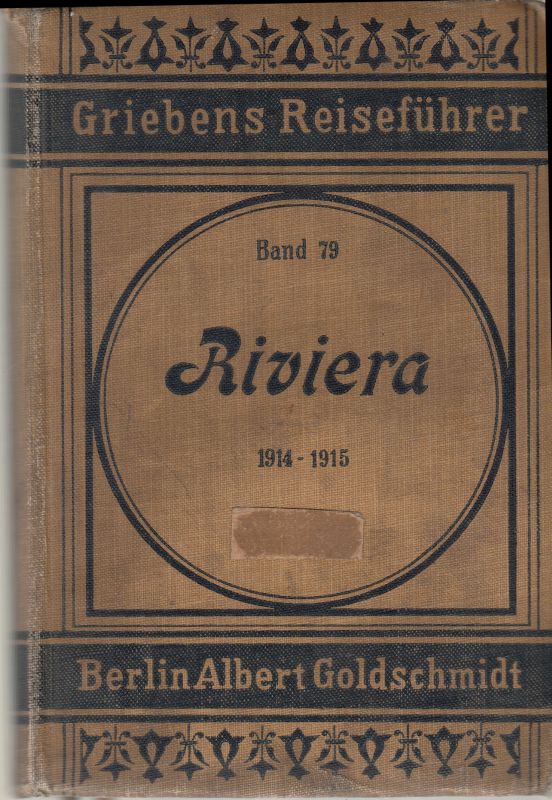 Griebens Reiseführer
Band 79
Riviera
1914 - 1915
Berlin Albert Goldschmidt